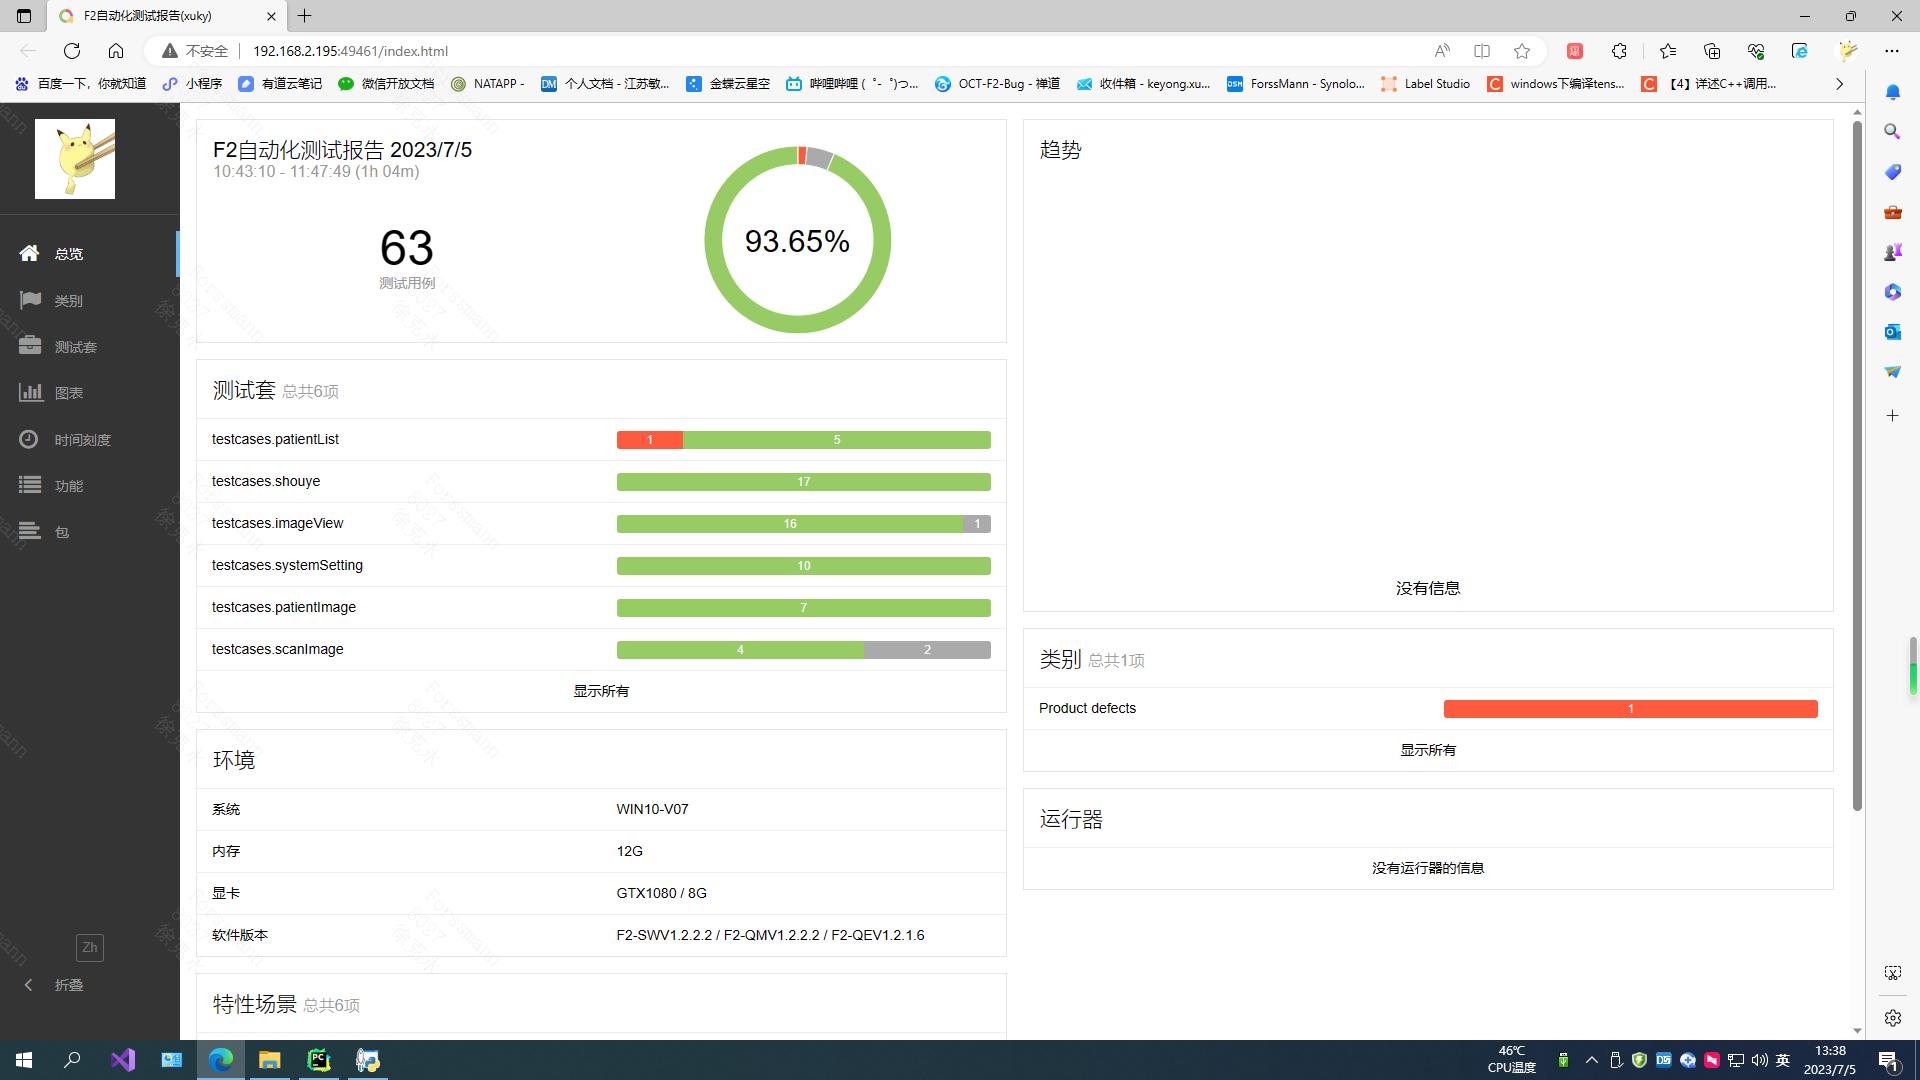 F2自动化测试报告(xuky)
不安全
192.168.2.195:49461/index.html
百度一下，你就知道
小程序
有道云笔记
微信开放文档
NATAPP -
个人文档 - 江苏敏...
金蝶云星空
哔哩哔哩 (゜-゜)つ...
OCT-F2-Bug - 禅道
收件箱 - keyong.xu...
ForssMann - Synolo...
Label Studio
windows下编译tens...
【4】详述C++调用...
总览
类别
测试套
图表
时间刻度
功能
包
Zh
折叠
F2自动化测试报告 2023/7/5
10:43:10 - 11:47:49 (1h 04m)
63
测试用例
93.65%
测试套 总共6项
testcases.patientList 1 5
testcases.shouye 17
testcases.imageView 16 1
testcases.systemSetting 10
testcases.patientImage 7
testcases.scanImage 4 2
显示所有
环境
系统 WIN10-V07
内存 12G
显卡 GTX1080 / 8G
软件版本 F2-SWV1.2.2.2 / F2-QMV1.2.2.2 / F2-QEV1.2.1.6
特性场景 总共6项
趋势
没有信息
类别 总共1项
Product defects 1
显示所有
运行器
没有运行器的信息
Forssmann
8027
徐克水
46℃
CPU温度
英
13:38
2023/7/5
1